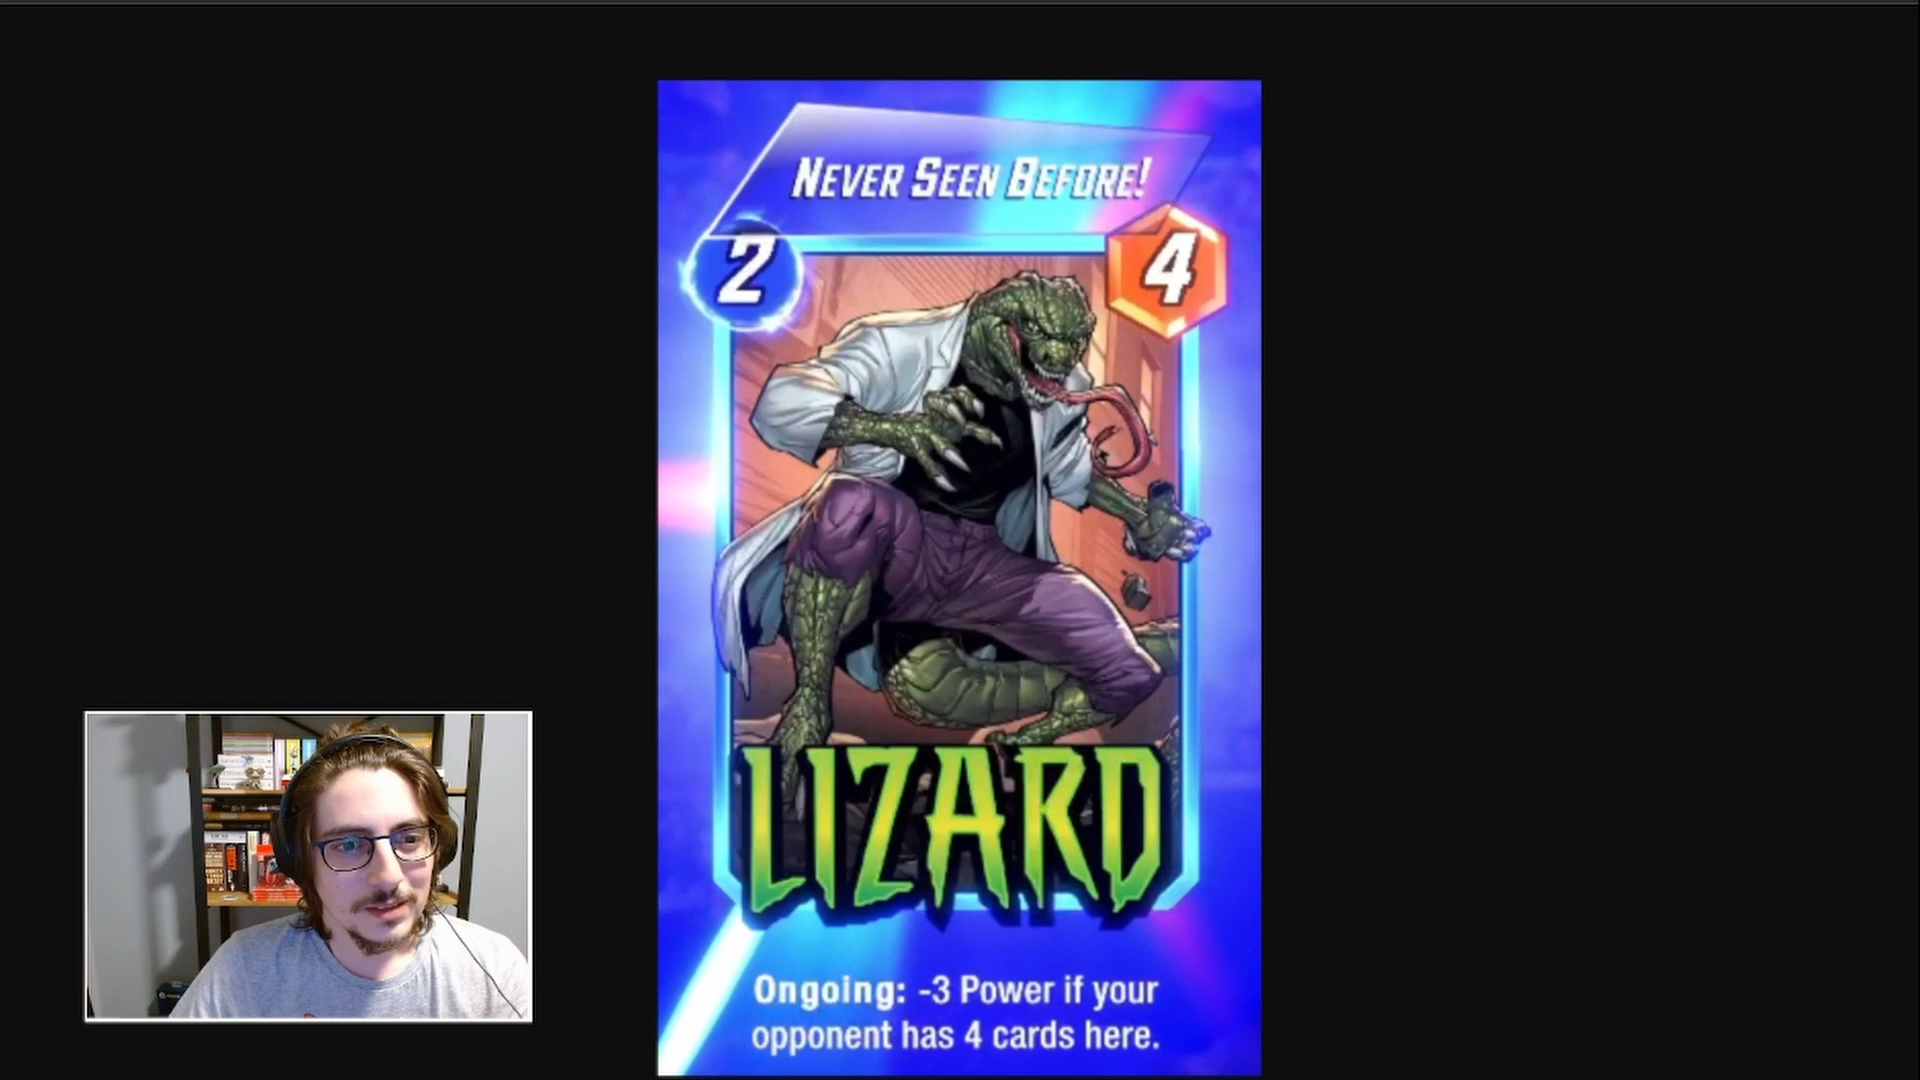 NEVER SEEN BEFORE!
2
4
LIZARD
Ongoing: -3 Power if your
opponent has 4 cards here.